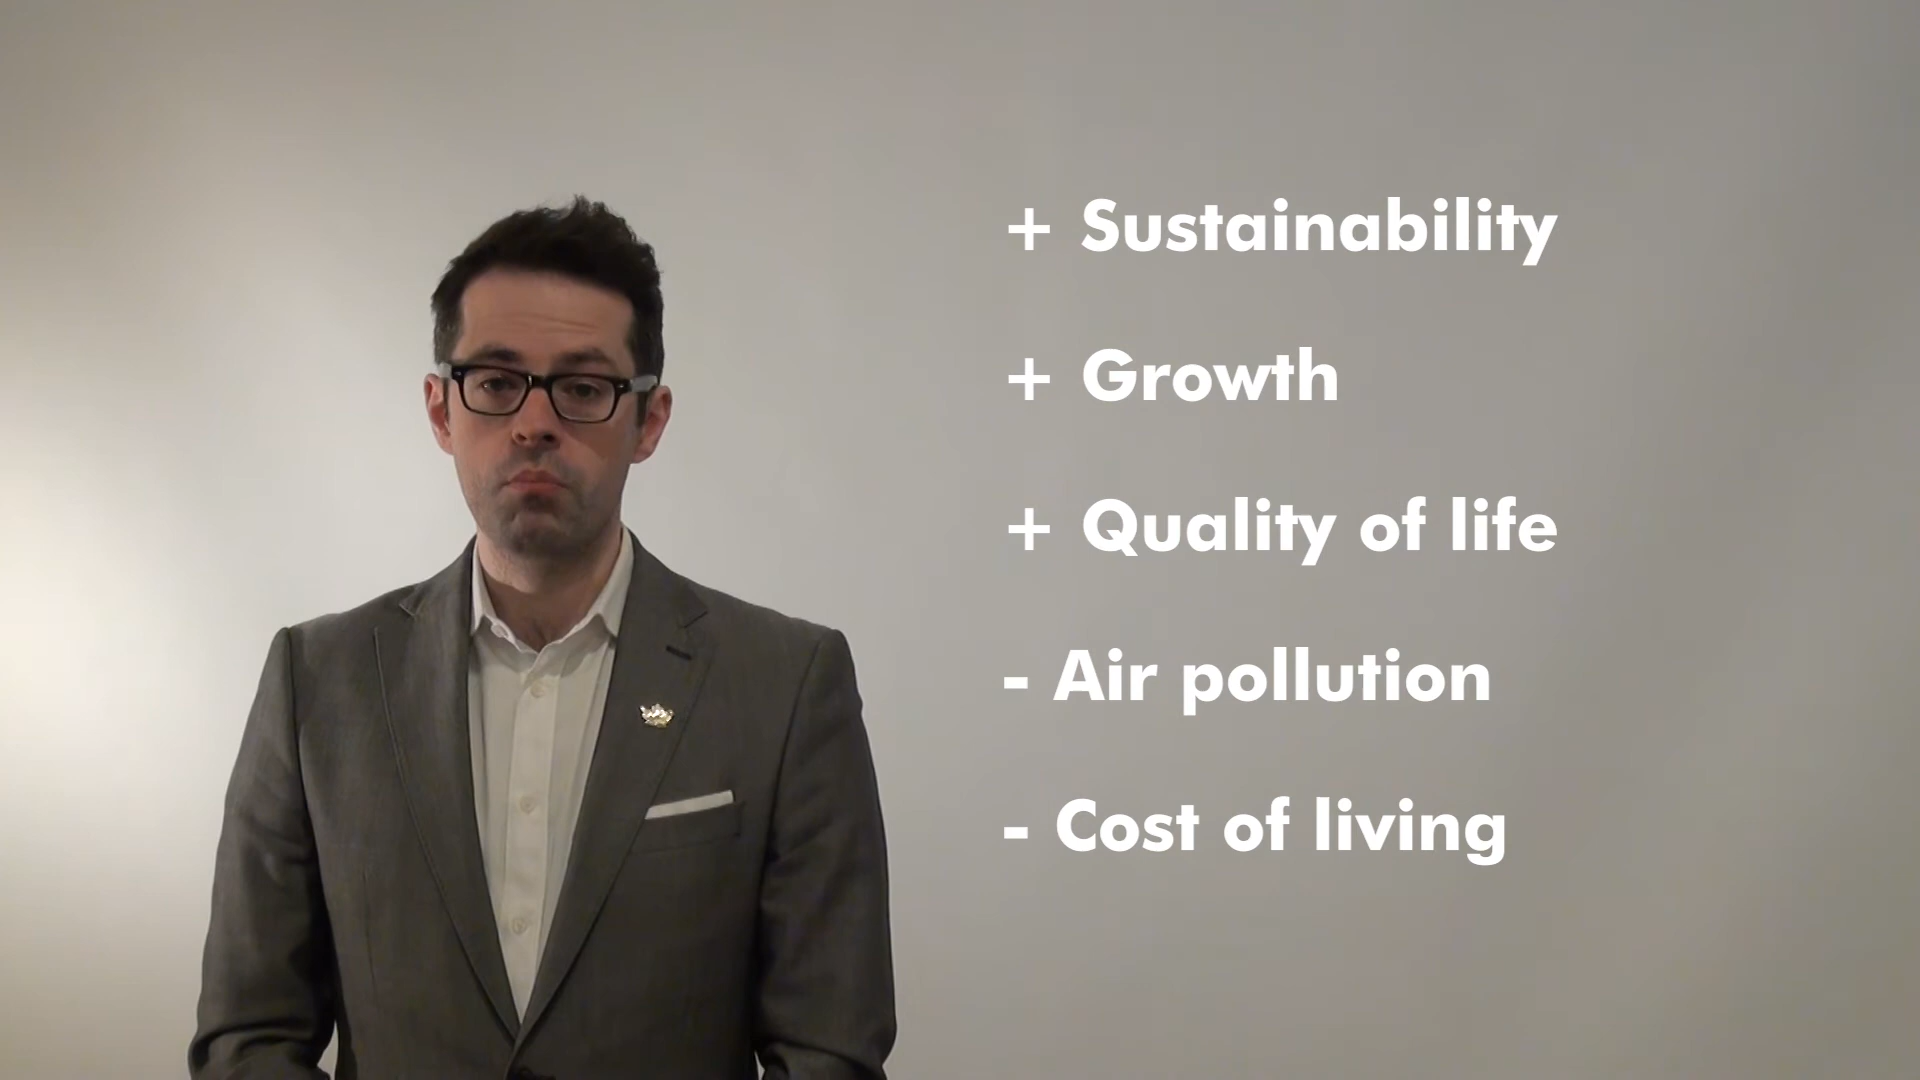 + Sustainability
+ Growth
+ Quality of life
- Air pollution
- Cost of living